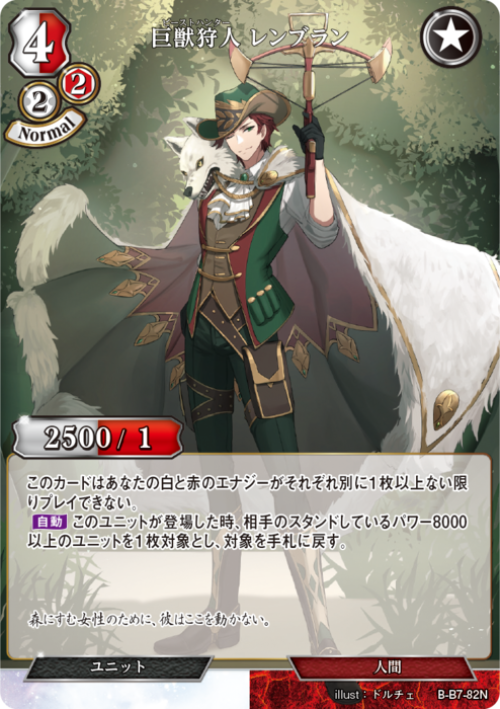 4
ビーストハンター
巨獣狩人 レンブラン
2
2
Normal
2500 / 1
このカードはあなたの白と赤のエナジーがそれぞれ別に1枚以上ない限
りプレイできない。
自動 このユニットが登場した時、相手のスタンドしているパワー8000
以上のユニットを1枚対象とし、対象を手札に戻す。
森にすむ女性のために、彼はここを動かない。
ユニット
人間
illust：ドルチェ B-B7-82N